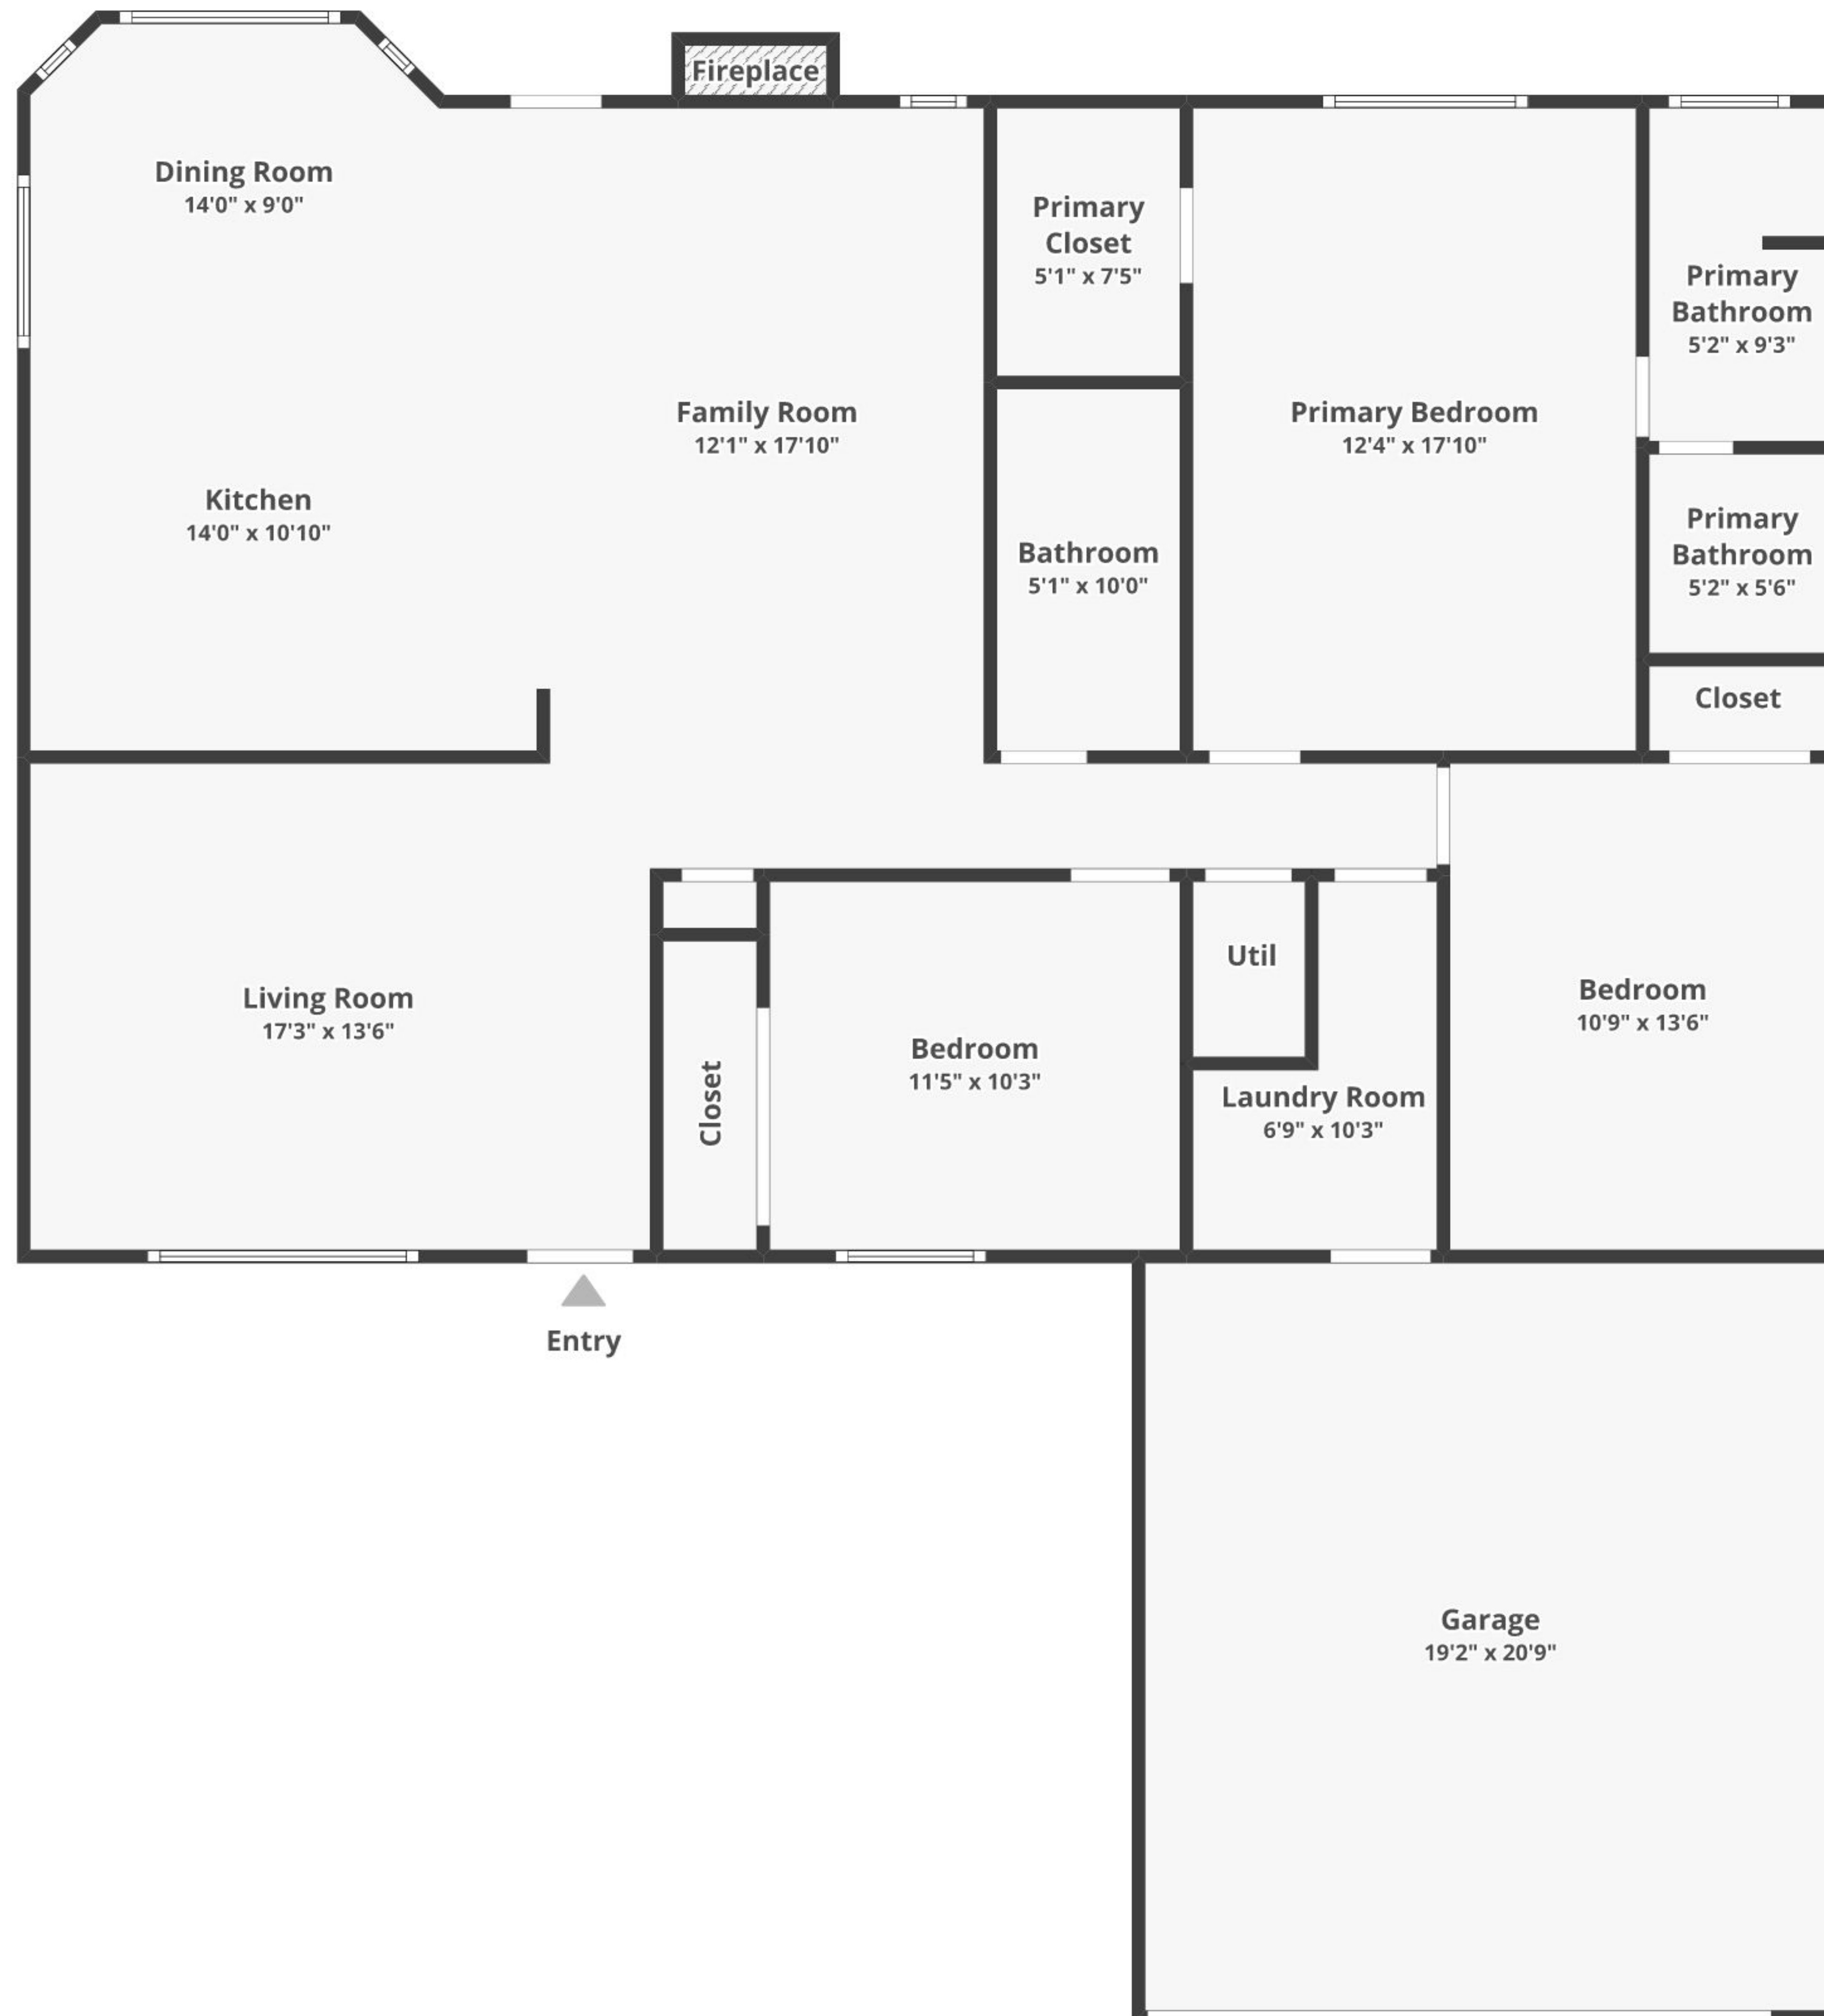 Fireplace
Dining Room
14'0" x 9'0"
Primary
Closet
5'1" x 7'5"
Primary
Bathroom
5'2" x 9'3"
Family Room
12'1" x 17'10"
Primary Bedroom
12'4" x 17'10"
Kitchen
14'0" x 10'10"
Bathroom
5'1" x 10'0"
Primary
Bathroom
5'2" x 5'6"
Closet
Util
Living Room
17'3" x 13'6"
Bedroom
10'9" x 13'6"
Bedroom
11'5" x 10'3"
Closet
Laundry Room
6'9" x 10'3"
Entry
Garage
19'2" x 20'9"